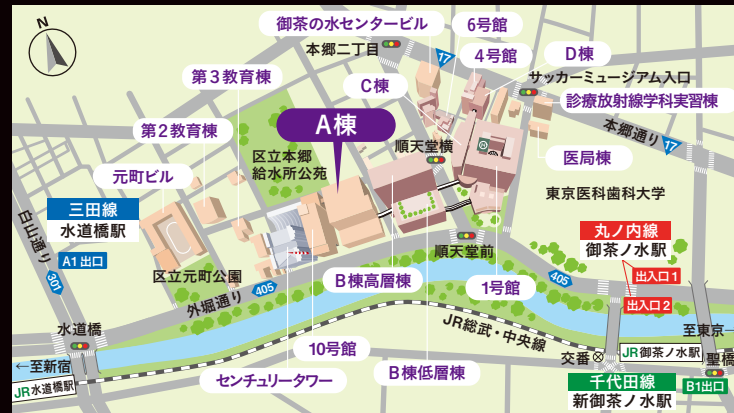 N
御茶の水センタービル
6号館
本郷二丁目
17
4号館
D棟
第3教育棟
C棟
サッカーミュージアム入口
診療放射線学科実習棟
A棟
本郷通り
17
第2教育棟
順天堂横
区立本郷
給水所公苑
医局棟
元町ビル
東京医科歯科大学
三田線
水道橋駅
白山通り
A1出口
301
丸ノ内線
御茶ノ水駅
順天堂前
区立元町公園
B棟高層棟
1号館
405
405
出入口1
外堀通り
出入口2
水道橋
JR総武・中央線
至東京→
10号館
交番
JR御茶ノ水駅
聖橋
←至新宿
センチュリータワー
B棟低層棟
千代田線
新御茶ノ水駅
B1出口
JR水道橋駅